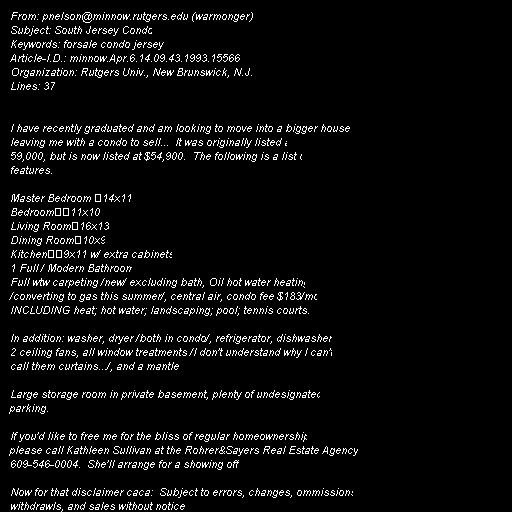 From: pnelson@minnow.rutgers.edu (warmonger)
Subject: South Jersey Condo
Keywords: forsale condo jersey
Article-I.D.: minnow.Apr.6.14.09.43.1993.15566
Organization: Rutgers Univ., New Brunswick, N.J.
Lines: 37
I have recently graduated and am looking to move into a bigger house
leaving me with a condo to sell... It was originally listed a
59,000, but is now listed at $54,900. The following is a list o
features.
Master Bedroom 14x11
Bedroom 11x10
Living Room 16x13
Dining Room 10x9
Kitchen 9x11 w/ extra cabinets
1 Full / Modern Bathroom
Full wtw carpeting /new/ excluding bath, Oil hot water heating
/converting to gas this summer/, central air, condo fee $183/mo
INCLUDING heat; hot water; landscaping; pool; tennis courts.
In addition: washer, dryer /both in condo/, refrigerator, dishwasher
2 ceiling fans, all window treatments /I don't understand why I can't
call them curtains.../, and a mantle
Large storage room in private basement, plenty of undesignated
parking.
If you'd like to free me for the bliss of regular homeownership
please call Kathleen Sullivan at the Rohrer&Sayers Real Estate Agency
609-546-0004. She'll arrange for a showing off
Now for that disclaimer caca: Subject to errors, changes, ommissions
withdrawls, and sales without notice